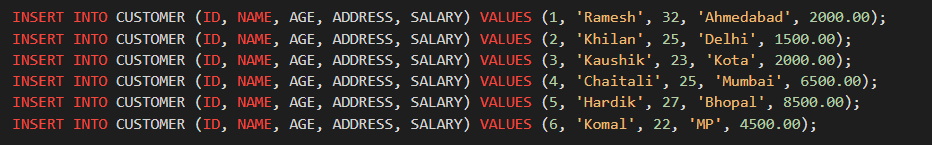 INSERT INTO CUSTOMER (ID, NAME, AGE, ADDRESS, SALARY) VALUES (1, 'Ramesh', 32, 'Ahmedabad', 2000.00);
INSERT INTO CUSTOMER (ID, NAME, AGE, ADDRESS, SALARY) VALUES (2, 'Khilan', 25, 'Delhi', 1500.00);
INSERT INTO CUSTOMER (ID, NAME, AGE, ADDRESS, SALARY) VALUES (3, 'Kaushik', 23, 'Kota', 2000.00);
INSERT INTO CUSTOMER (ID, NAME, AGE, ADDRESS, SALARY) VALUES (4, 'Chaitali', 25, 'Mumbai', 6500.00);
INSERT INTO CUSTOMER (ID, NAME, AGE, ADDRESS, SALARY) VALUES (5, 'Hardik', 27, 'Bhopal', 8500.00);
INSERT INTO CUSTOMER (ID, NAME, AGE, ADDRESS, SALARY) VALUES (6, 'Komal', 22, 'MP', 4500.00);